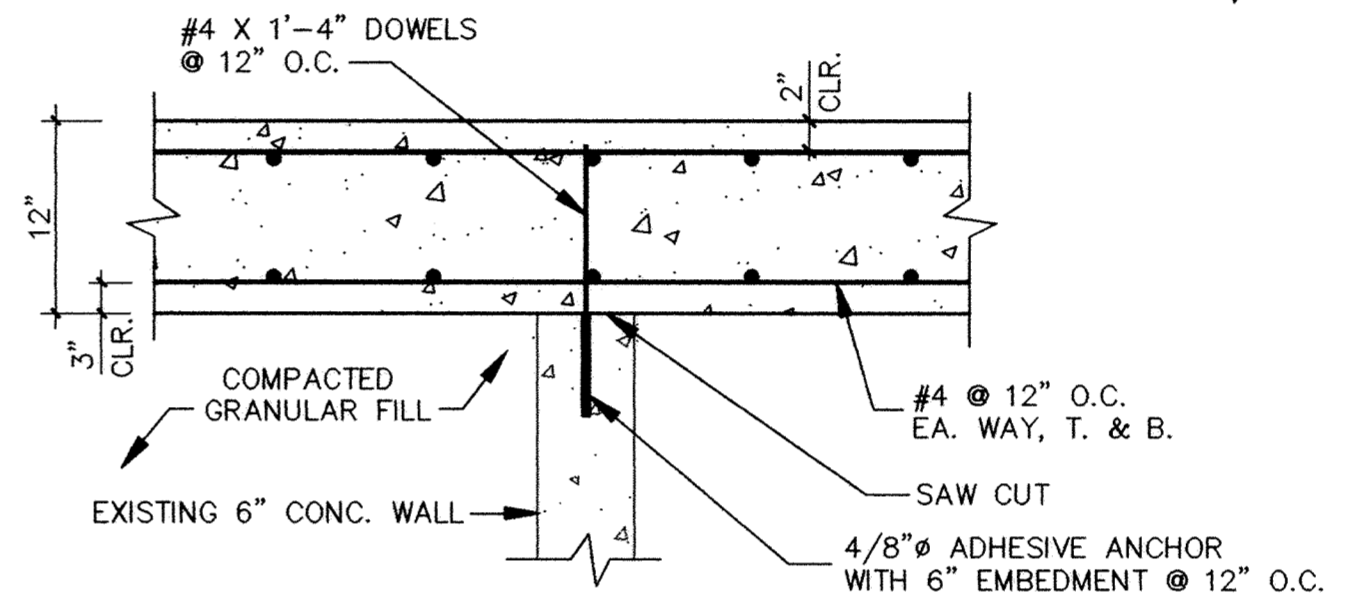 #4 X 1'-4" DOWELS
@ 12" O.C.
2"
CLR.
12"
3"
CLR.
COMPACTED
GRANULAR FILL
#4 @ 12" O.C.
EA. WAY, T. & B.
EXISTING 6" CONC. WALL
SAW CUT
4/8"ø ADHESIVE ANCHOR
WITH 6" EMBEDMENT @ 12" O.C.